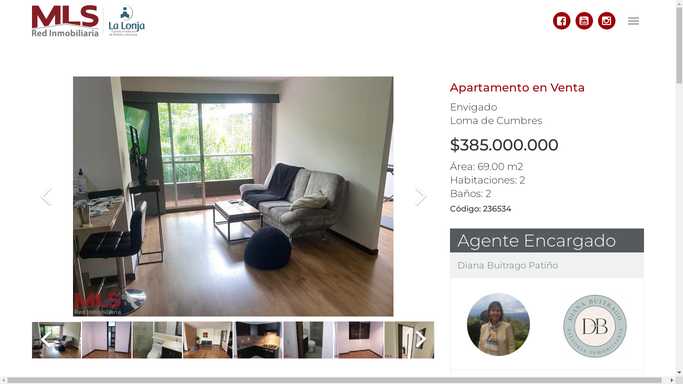 MLS
Red Inmobiliaria
La Lonja
Apartamento en Venta
Envigado
Loma de Cumbres
$385.000.000
Área: 69.00 m2
Habitaciones: 2
Baños: 2
Código: 236534
Agente Encargado
Diana Buitrago Patiño
DIANA BUITRAGO
DB
MLS
Red Inmobiliaria